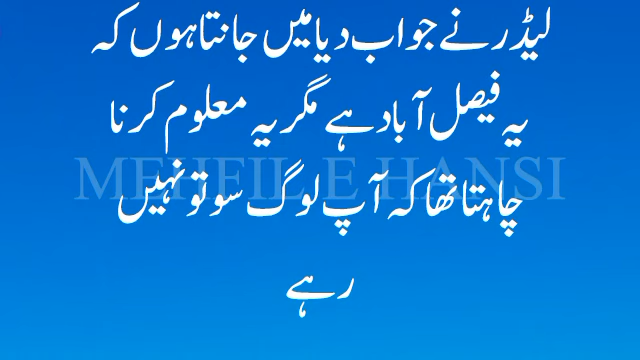 لیڈر نے جواب دیا میں جانتا ہوں کہ
یہ فیصل آباد ہے مگر یہ معلوم کرنا
MEHFIL E HANSI
چاہتا تھا کہ آپ لوگ سو تو نہیں
رہے